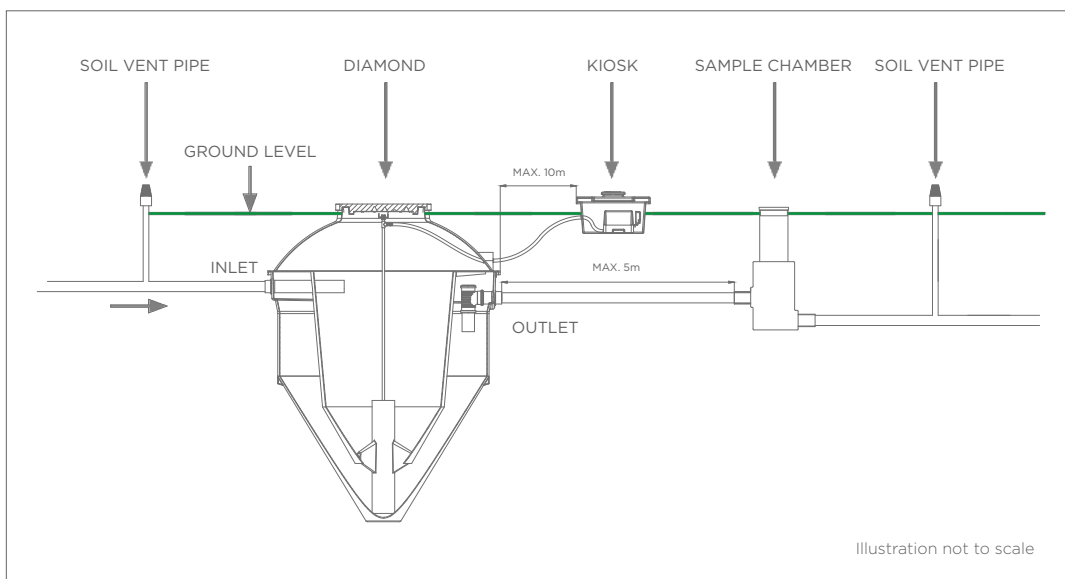 SOIL VENT PIPE
DIAMOND
KIOSK
SAMPLE CHAMBER
SOIL VENT PIPE
GROUND LEVEL
MAX. 10m
INLET
MAX. 5m
OUTLET
Illustration not to scale